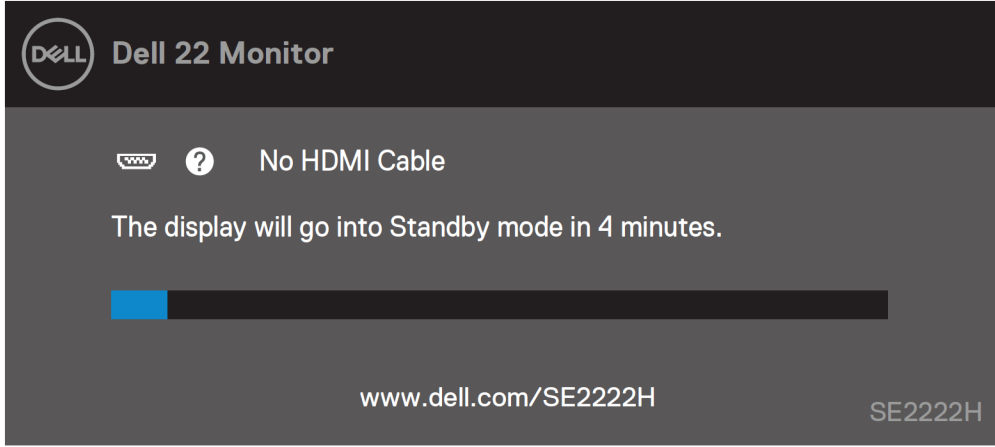 DELL Dell 22 Monitor
? No HDMI Cable
The display will go into Standby mode in 4 minutes.
www.dell.com/SE2222H
SE2222H